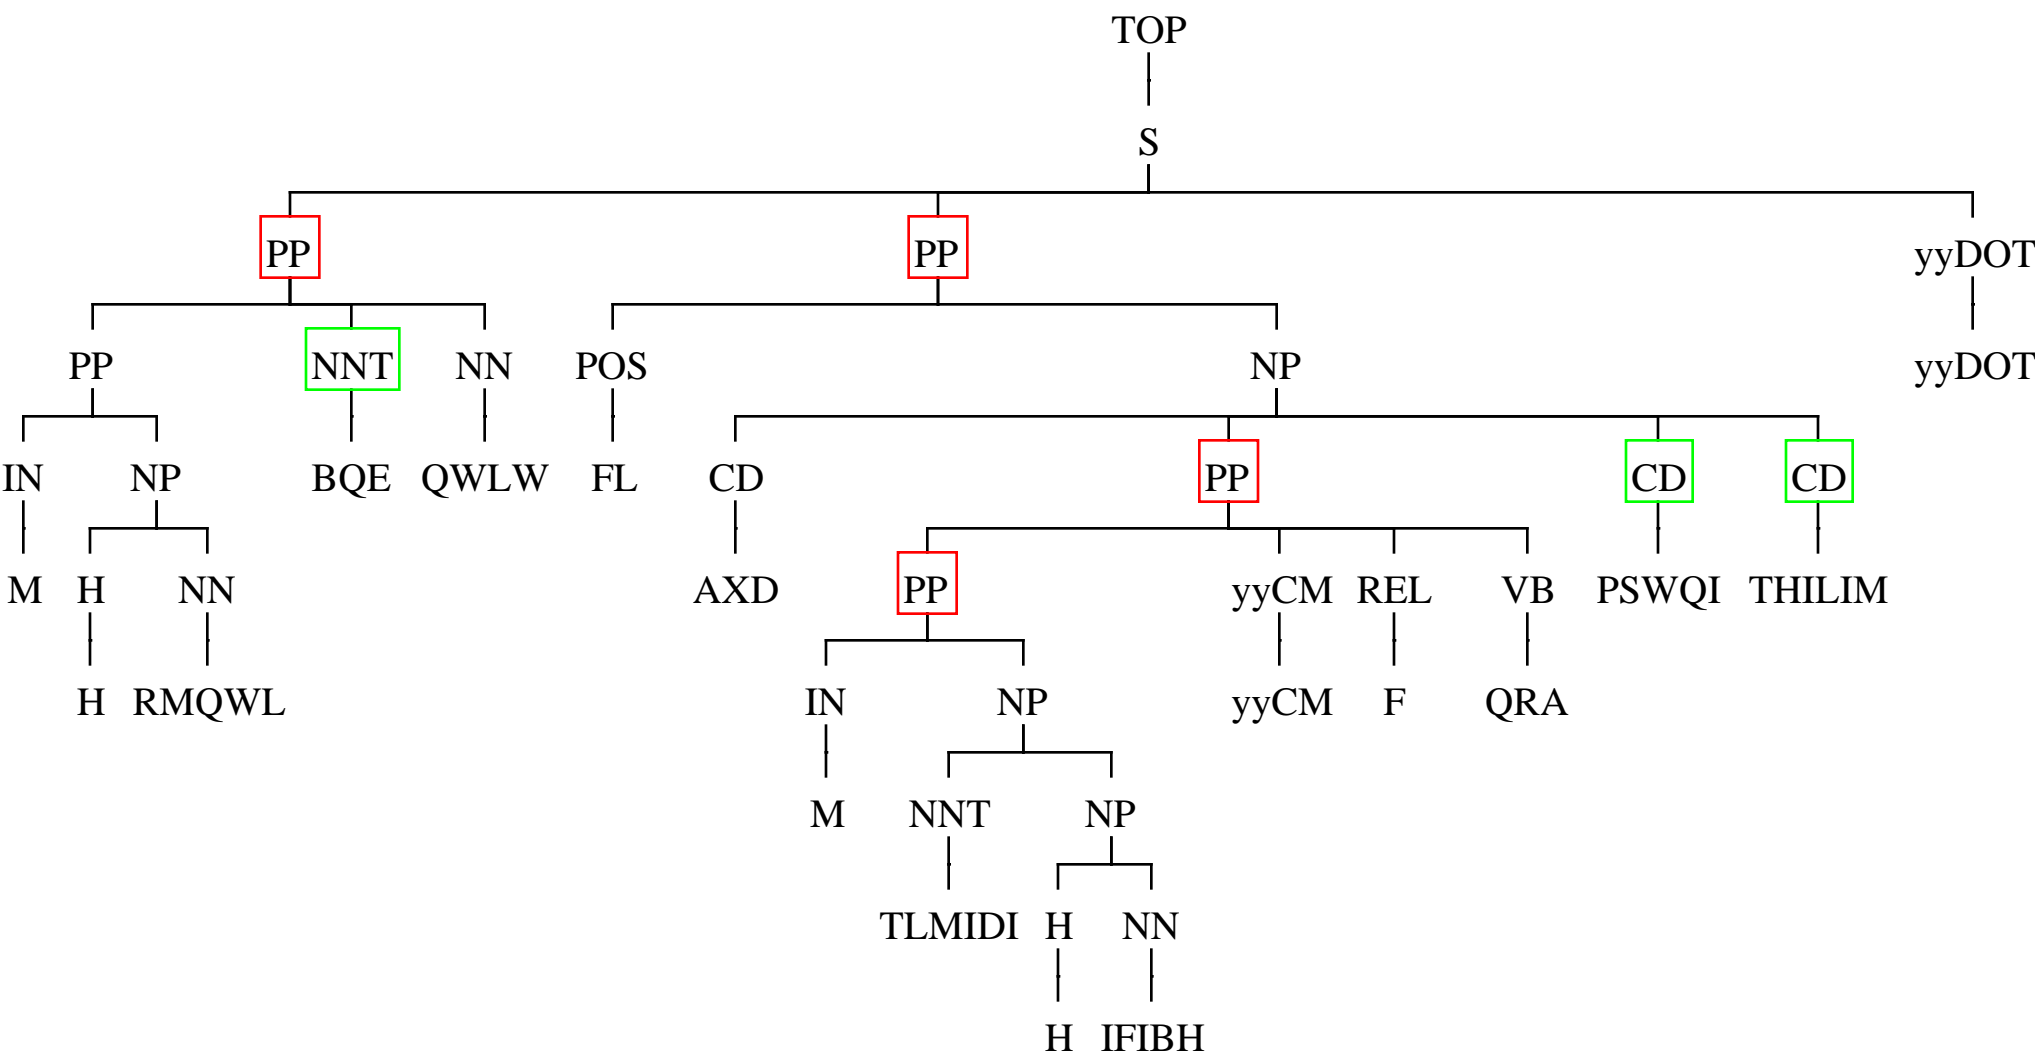 TOP
S
PP PP yyDOT
PP NNT NN POS NP yyDOT
IN NP BQE QWLW FL CD PP CD CD
M H NN AXD PP yyCM REL VB PSWQI THILIM
H RMQWL IN NP yyCM F QRA
M NNT NP
TLMIDI H NN
H IFIBH